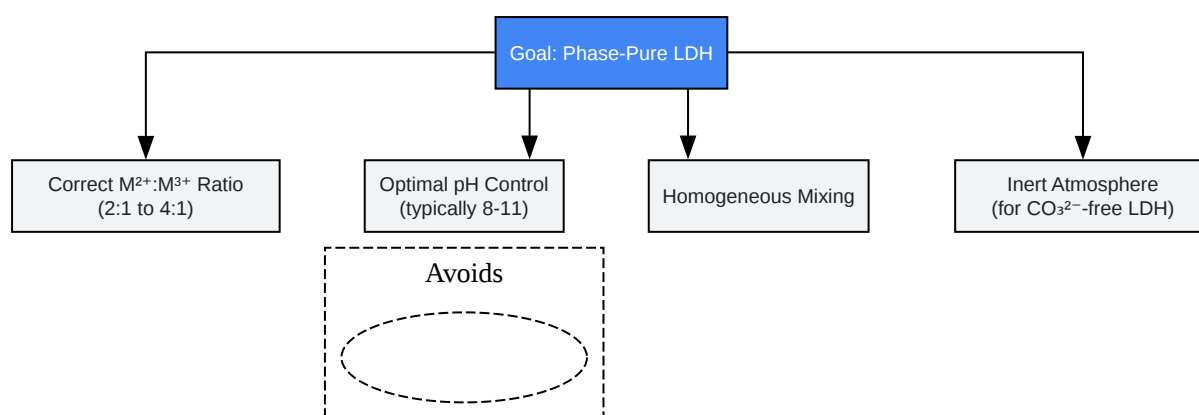 Goal: Phase-Pure LDH
Correct M²⁺:M³⁺ Ratio
(2:1 to 4:1)
Optimal pH Control
(typically 8-11)
Homogeneous Mixing
Inert Atmosphere
(for CO₃²⁻-free LDH)
Avoids